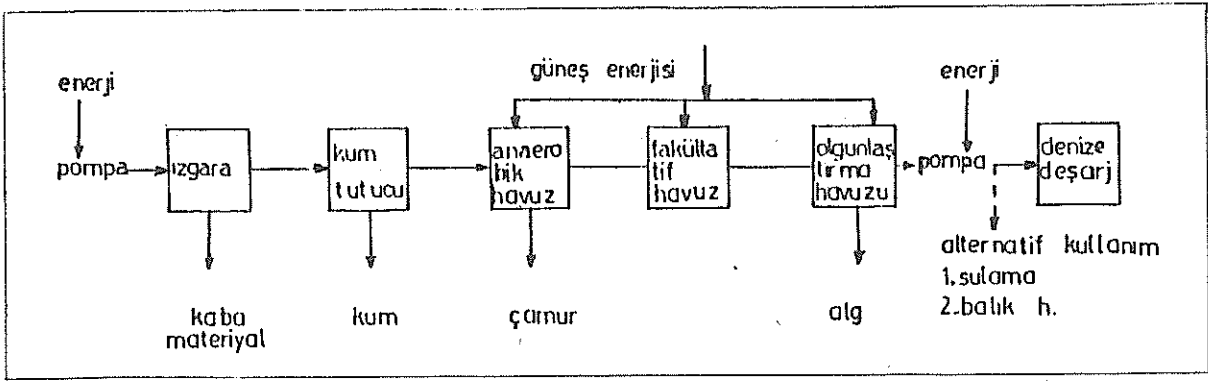 güneş enerjisi
enerji
enerji
pompa
ızgara
kum
tutucu
annero
bik
havuz
fakülta
tif
havuz
olgunlaş
tırma
havuzu
pompa
denize
deşarj
kaba
materiyal
kum
çamur
alg
alternatif kullanım
1.sulama
2.balık h.